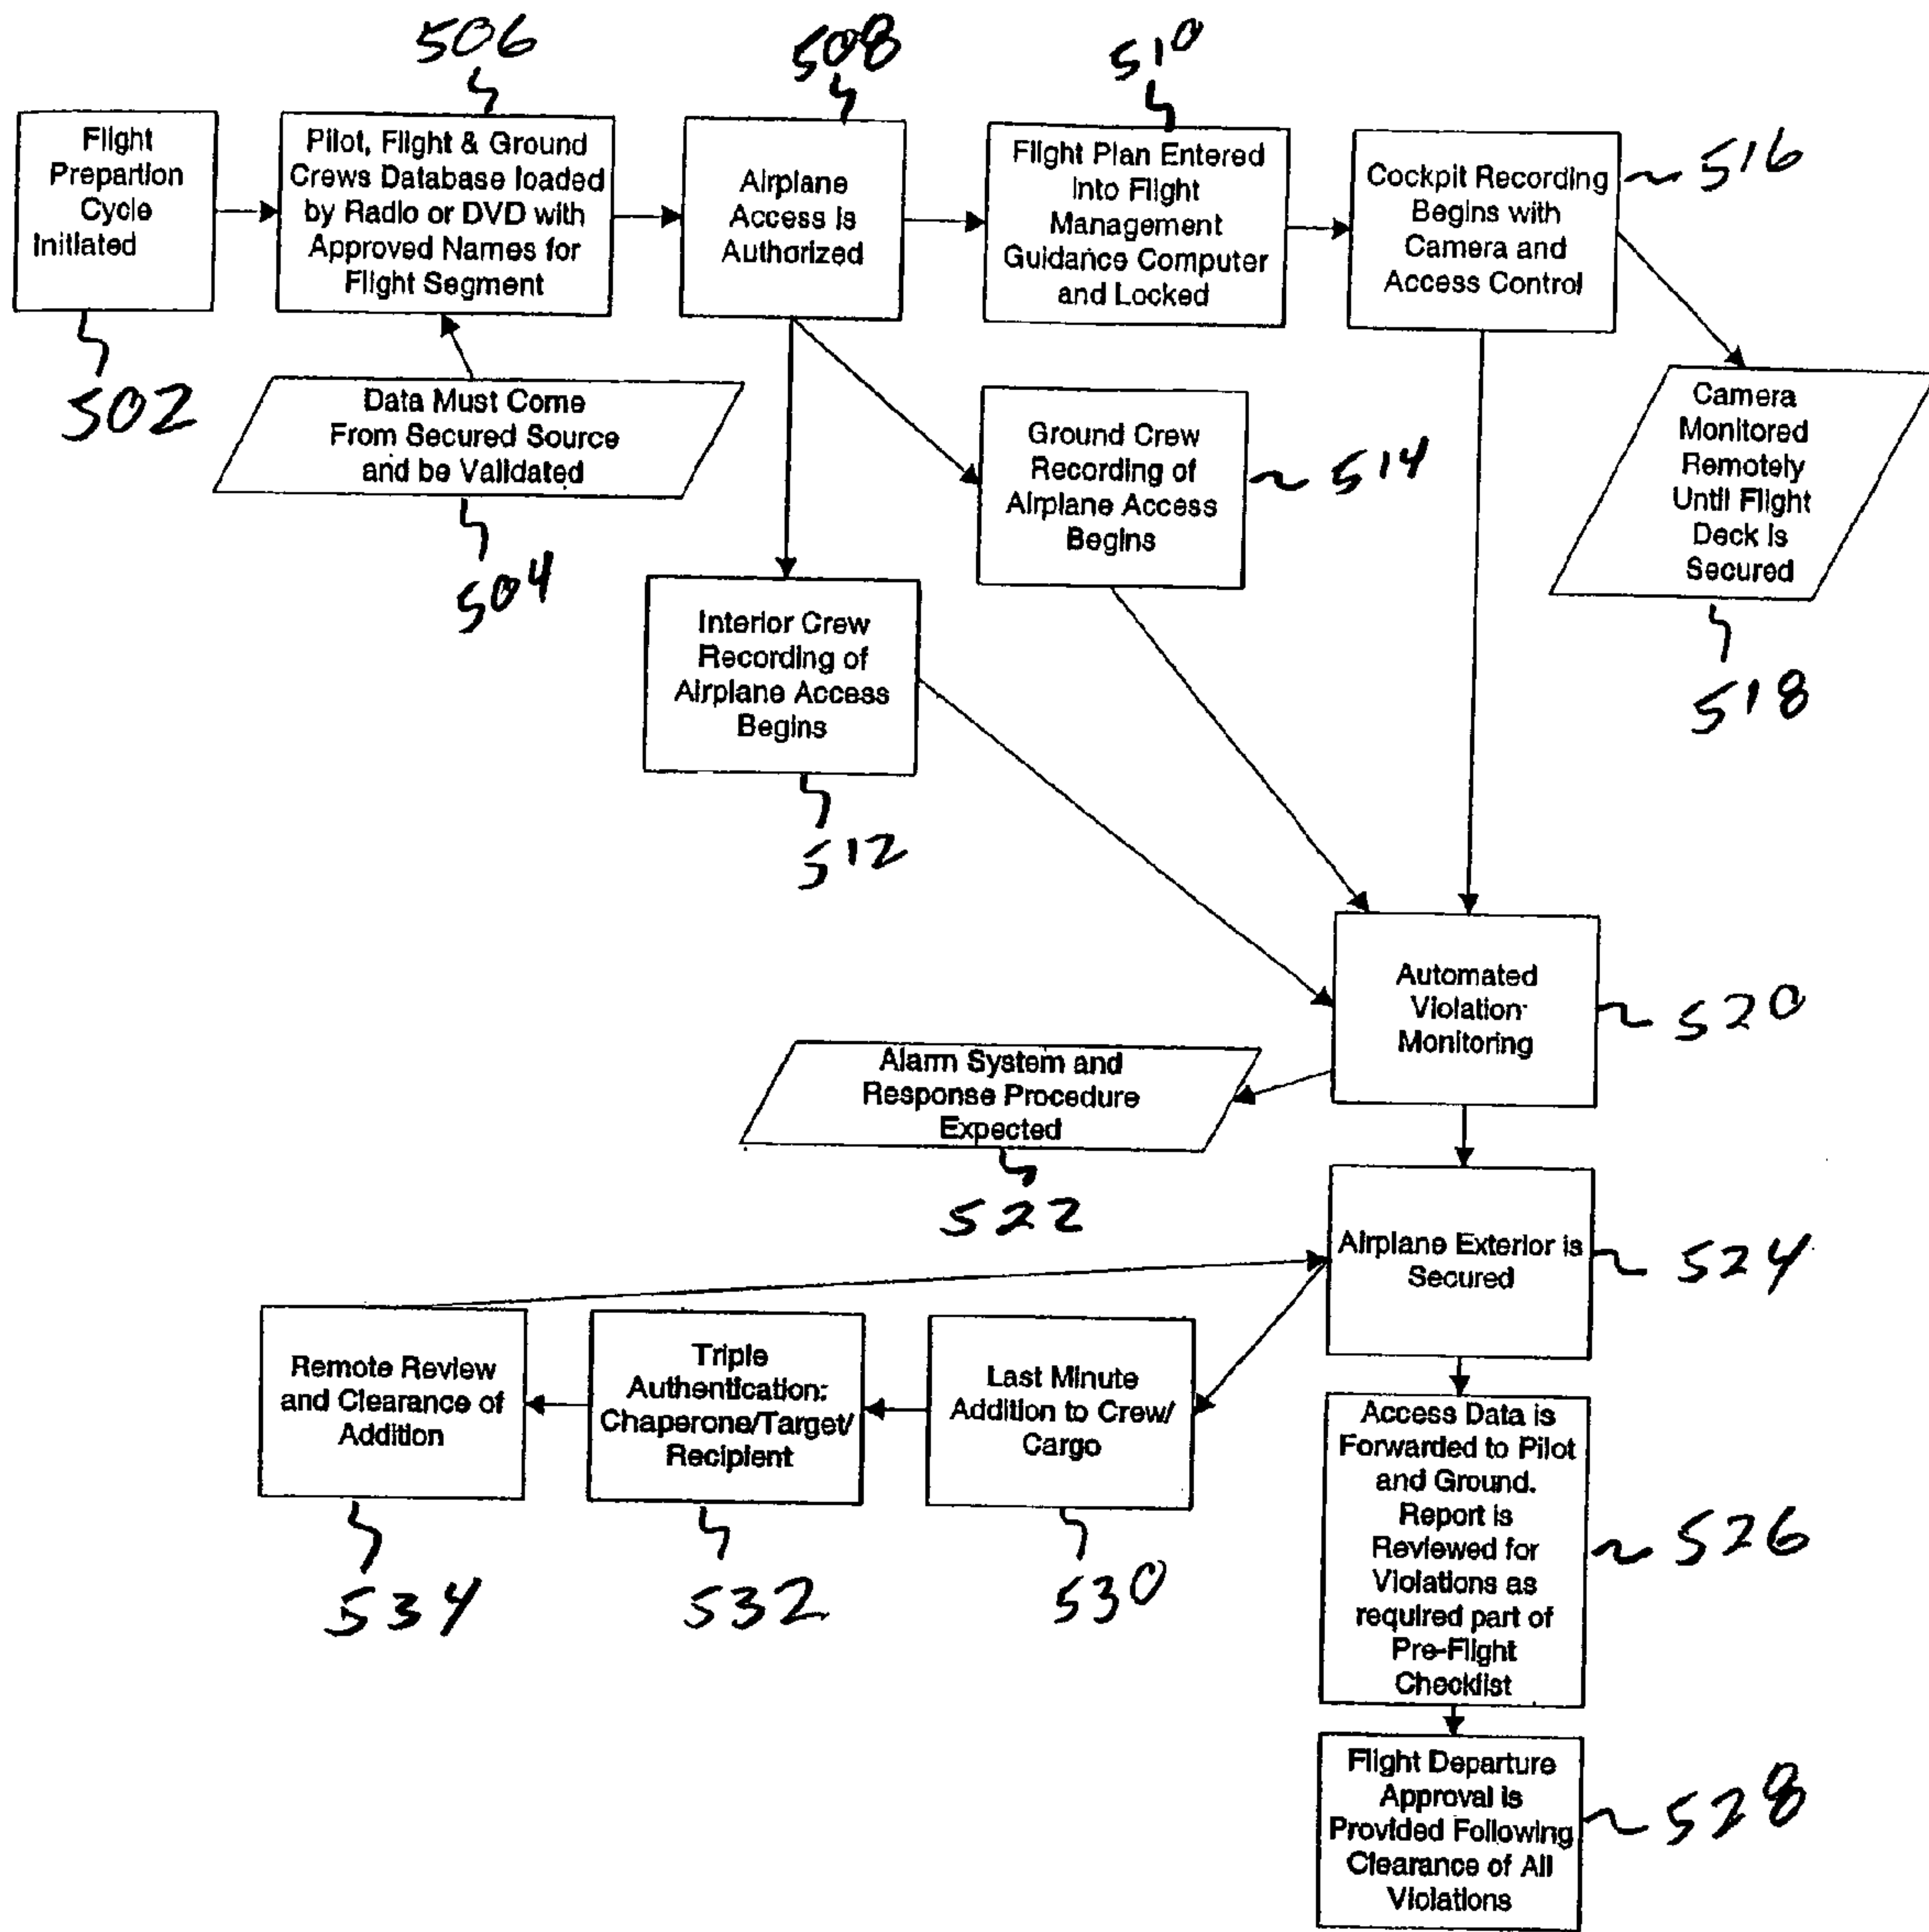 506
508
510
Flight
Prepartion
Cycle
Initiated
Pilot, Flight & Ground
Crews Database loaded
by Radio or DVD with
Approved Names for
Flight Segment
Airplane
Access is
Authorized
Flight Plan Entered
into Flight
Management
Guidance Computer
and Locked
Cockpit Recording
Begins with
Camera and
Access Control
516
502
Data Must Come
From Secured Source
and be Validated
504
Ground Crew
Recording of
Airplane Access
Begins
514
Camera
Monitored
Remotely
Until Flight
Deck is
Secured
518
Interior Crew
Recording of
Airplane Access
Begins
512
Automated
Violation
Monitoring
520
Alarm System and
Response Procedure
Expected
522
Airplane Exterior is
Secured
524
Remote Review
and Clearance of
Addition
534
Triple
Authentication:
Chaperone/Target/
Recipient
532
Last Minute
Addition to Crew/
Cargo
530
Access Data is
Forwarded to Pilot
and Ground.
Report is
Reviewed for
Violations as
required part of
Pre-Flight
Checklist
526
Flight Departure
Approval is
Provided Following
Clearance of All
Violations
528